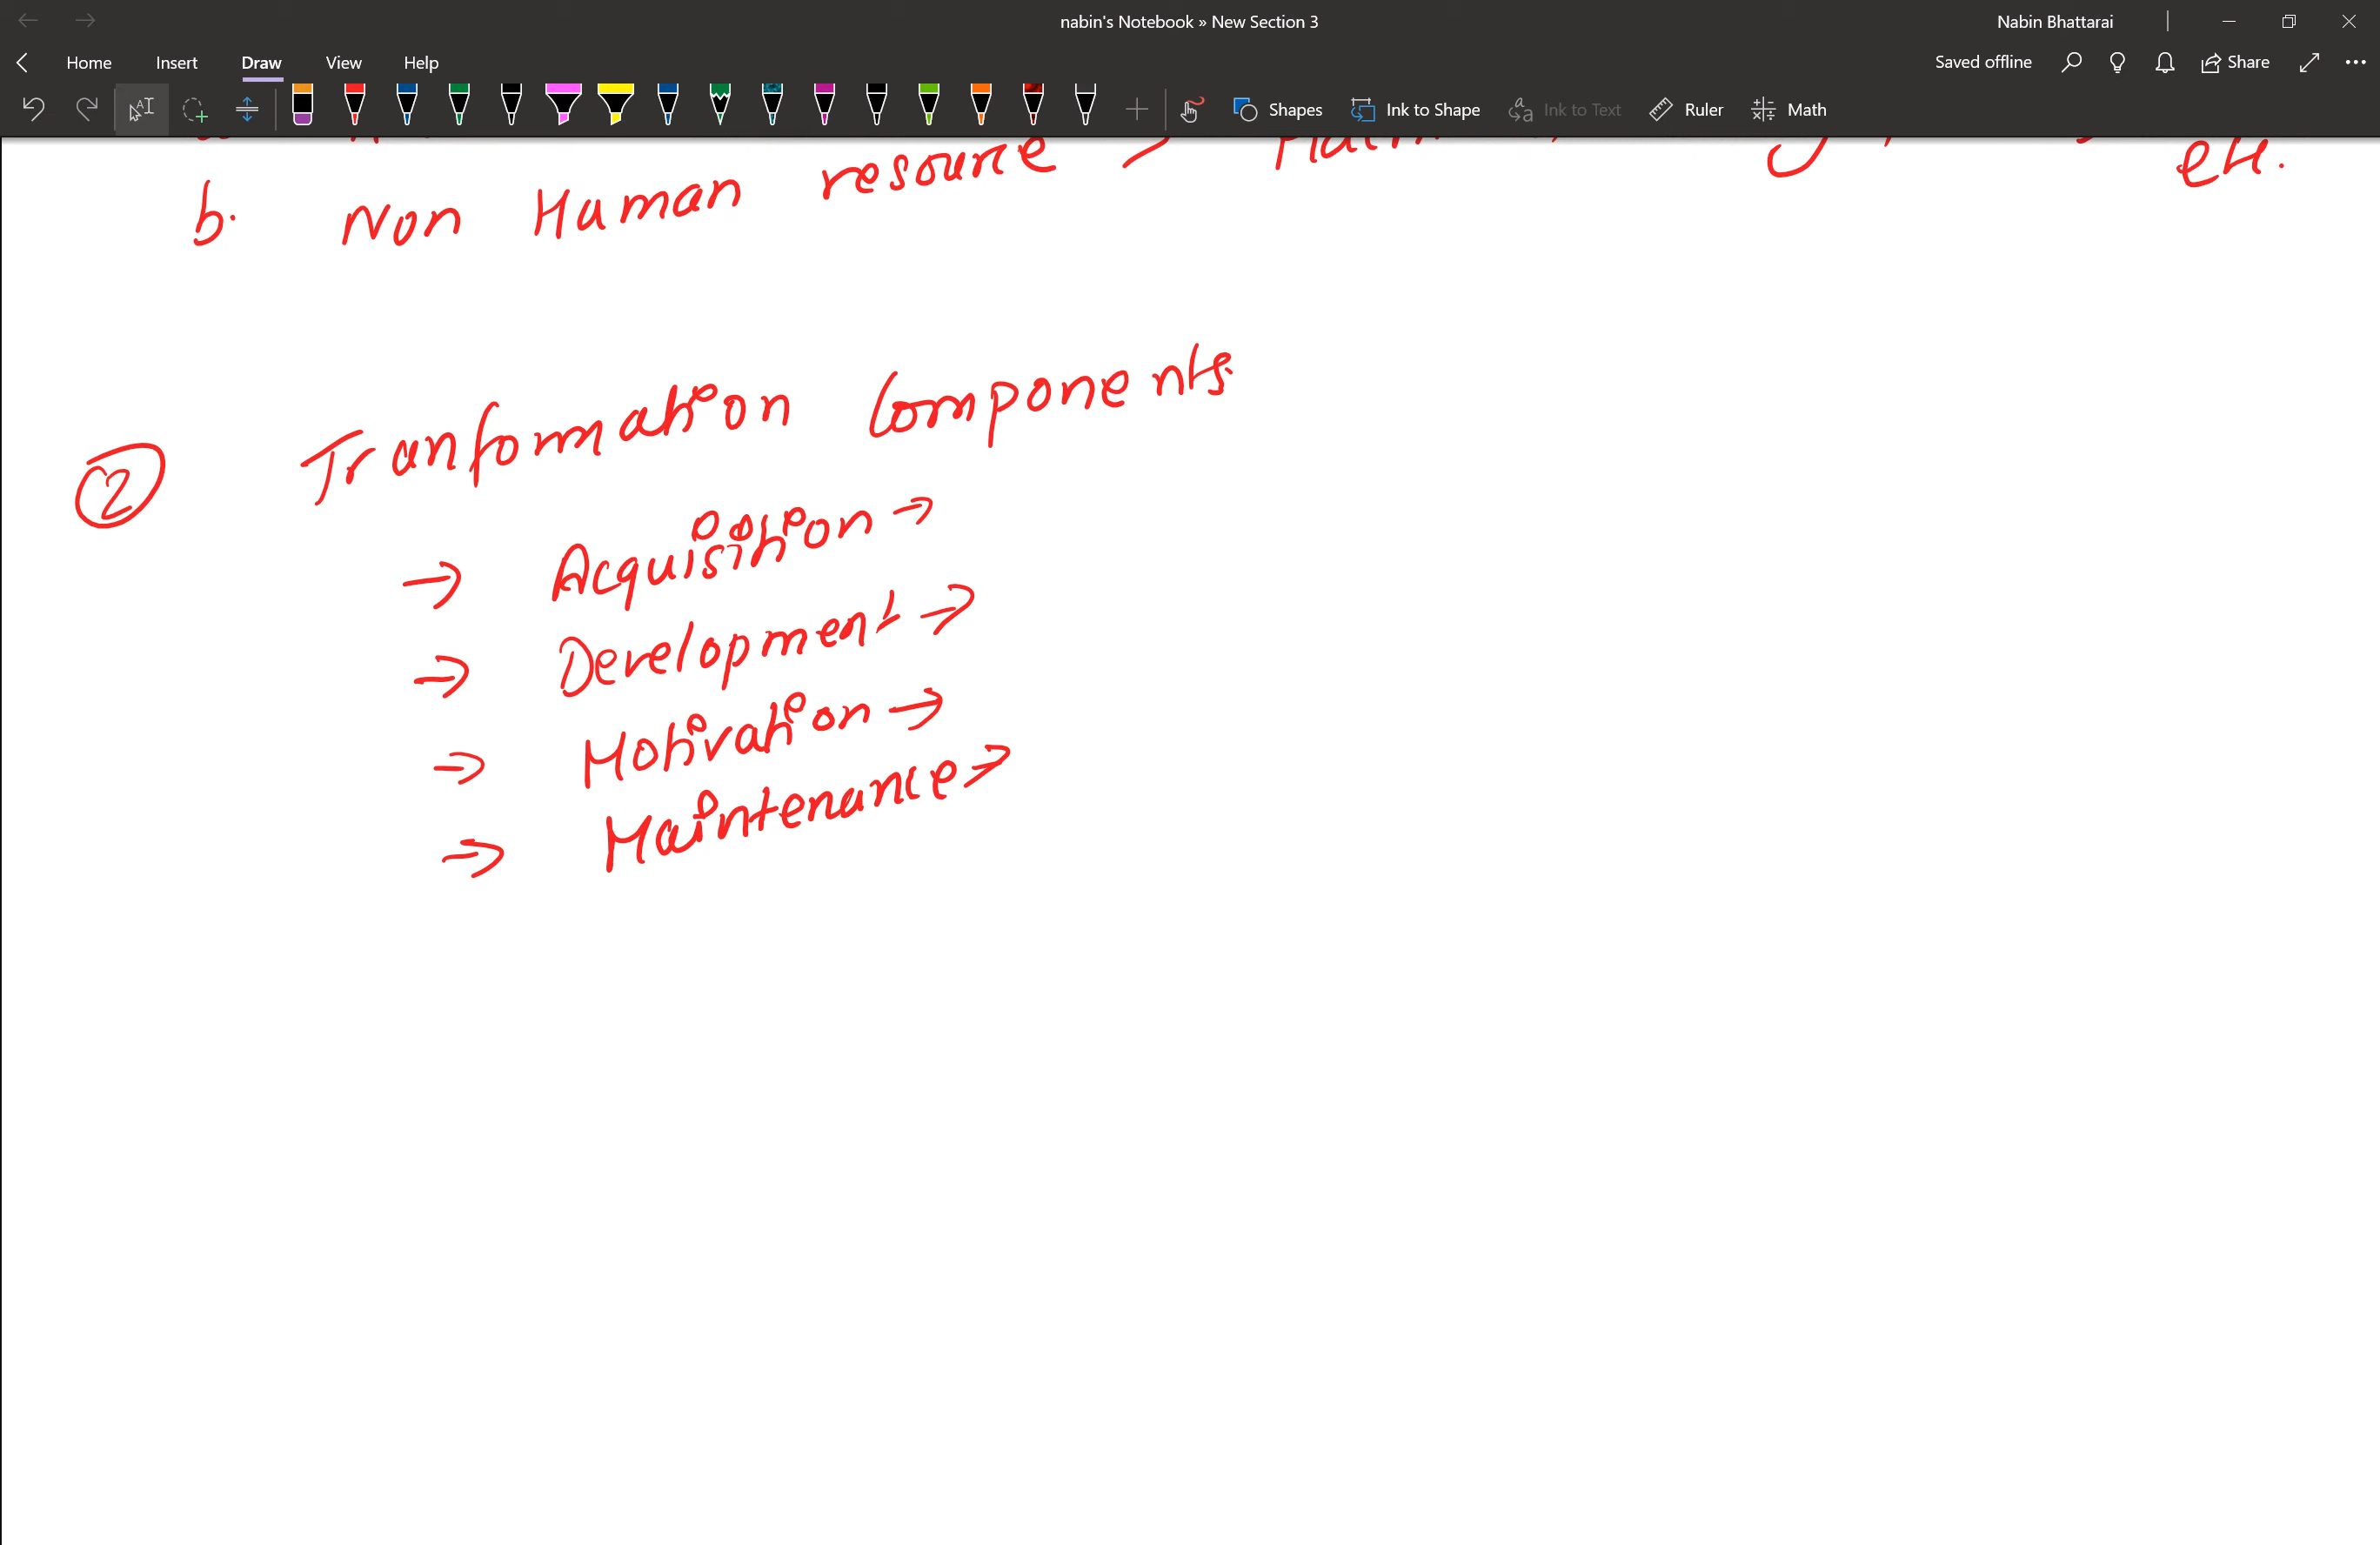 nabin's Notebook » New Section 3
Nabin Bhattarai
Home Insert Draw View Help
Saved offline
Share
Shapes Ink to Shape Ink to Text Ruler Math
b. Non Human resource → etc.
② Tranformation Components.
→ Acquisition →
→ Development →
→ Motivation →
→ Maintenance →